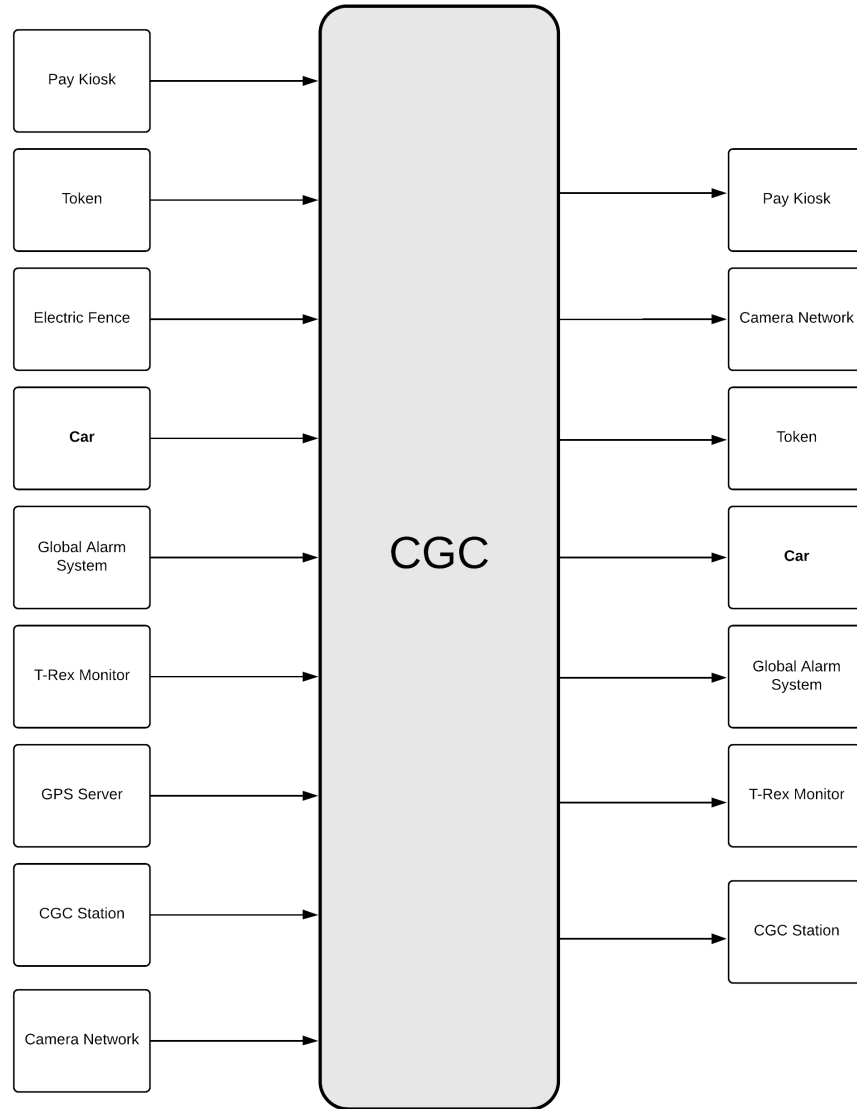 Pay Kiosk
Token
Electric Fence
Car
Global Alarm
System
T-Rex Monitor
GPS Server
CGC Station
Camera Network
CGC
Pay Kiosk
Camera Network
Token
Car
Global Alarm
System
T-Rex Monitor
CGC Station